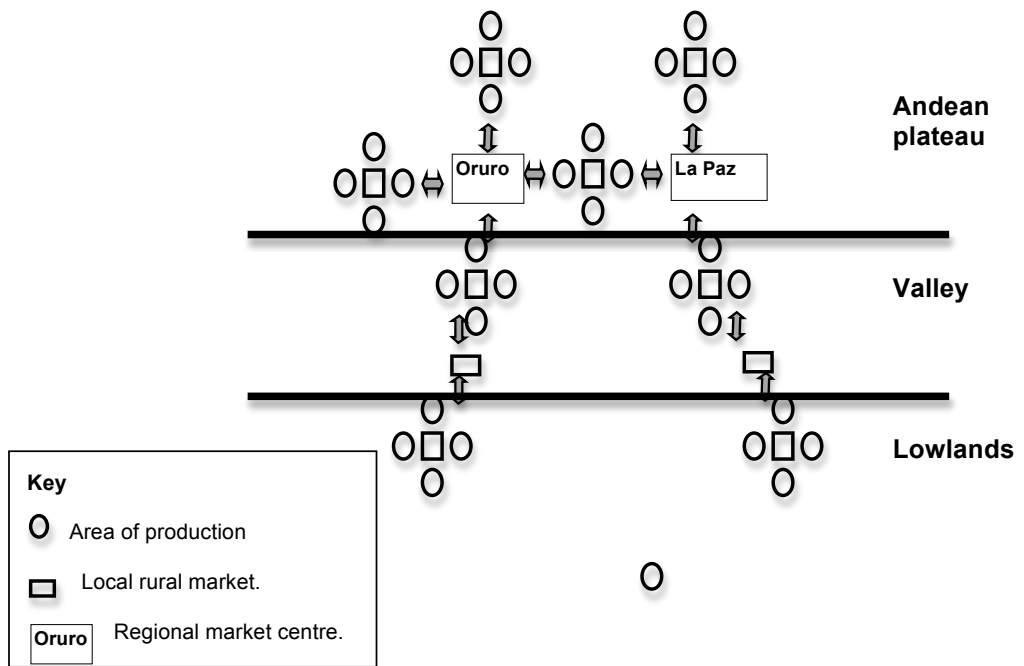 Andean
plateau
Oruro
La Paz
Valley
Lowlands
Key
Area of production
Local rural market.
Oruro
Regional market centre.